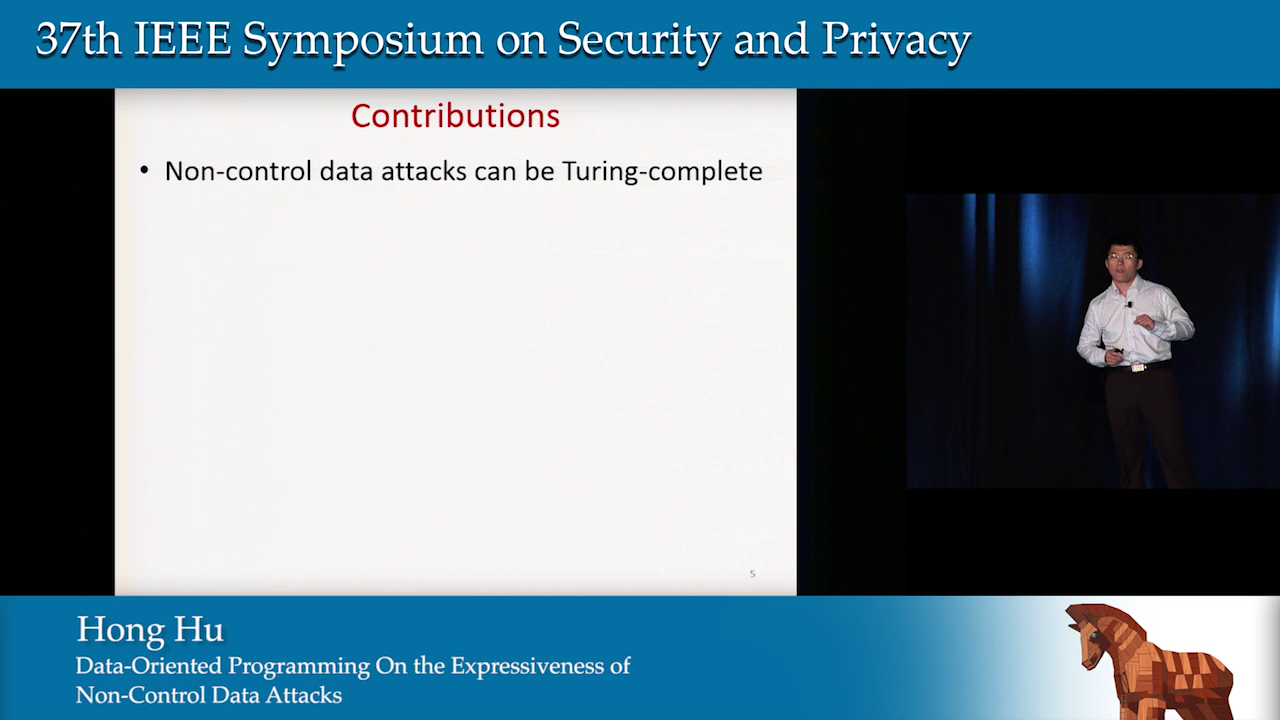 37th IEEE Symposium on Security and Privacy
Contributions
• Non-control data attacks can be Turing-complete
5
Hong Hu
Data-Oriented Programming On the Expressiveness of
Non-Control Data Attacks